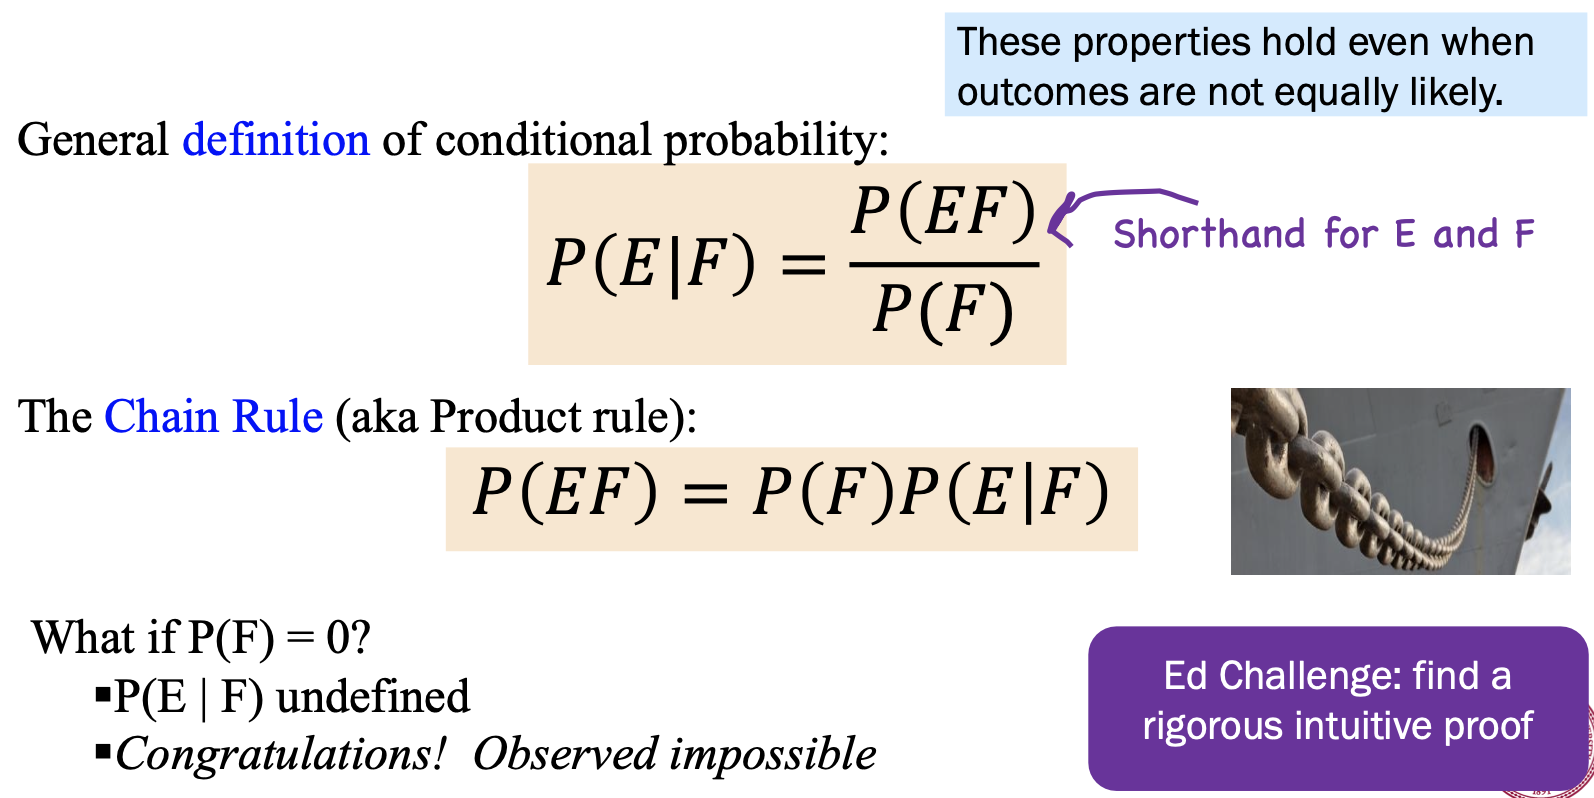 These properties hold even when
outcomes are not equally likely.
General definition of conditional probability:
P(E|F) = P(EF) / P(F)
Shorthand for E and F
The Chain Rule (aka Product rule):
P(EF) = P(F)P(E|F)
What if P(F) = 0?
▪P(E | F) undefined
▪Congratulations! Observed impossible
Ed Challenge: find a
rigorous intuitive proof
1891